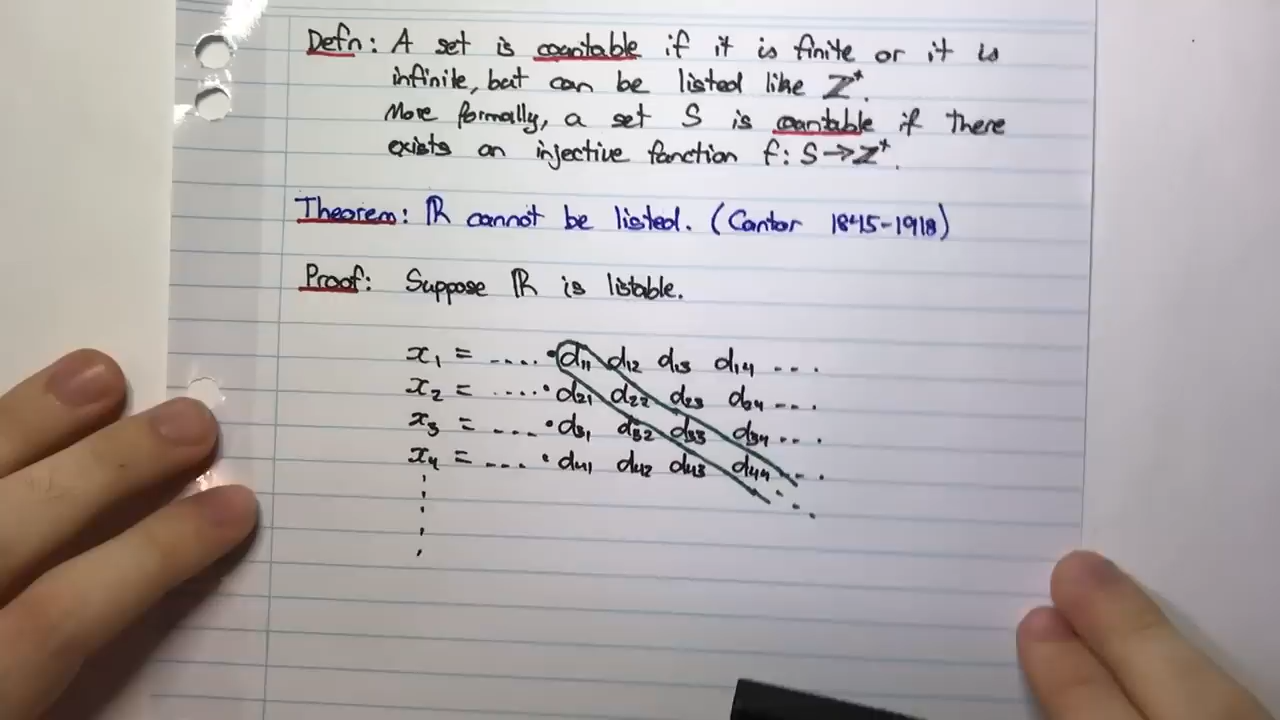 Defn: A set is countable if it is finite or it is
infinite, but can be listed like ℤ⁺.
More formally, a set S is countable if there
exists an injective function f: S→ℤ⁺.
Theorem: ℝ cannot be listed. (Cantor 1845-1918)
Proof: Suppose ℝ is listable.
x₁ = ....•d₁₁ d₁₂ d₁₃ d₁₄ ...
x₂ = ....•d₂₁ d₂₂ d₂₃ d₂₄ ...
x₃ = ....•d₃₁ d₃₂ d₃₃ d₃₄ ...
x₄ = ....•d₄₁ d₄₂ d₄₃ d₄₄ ...